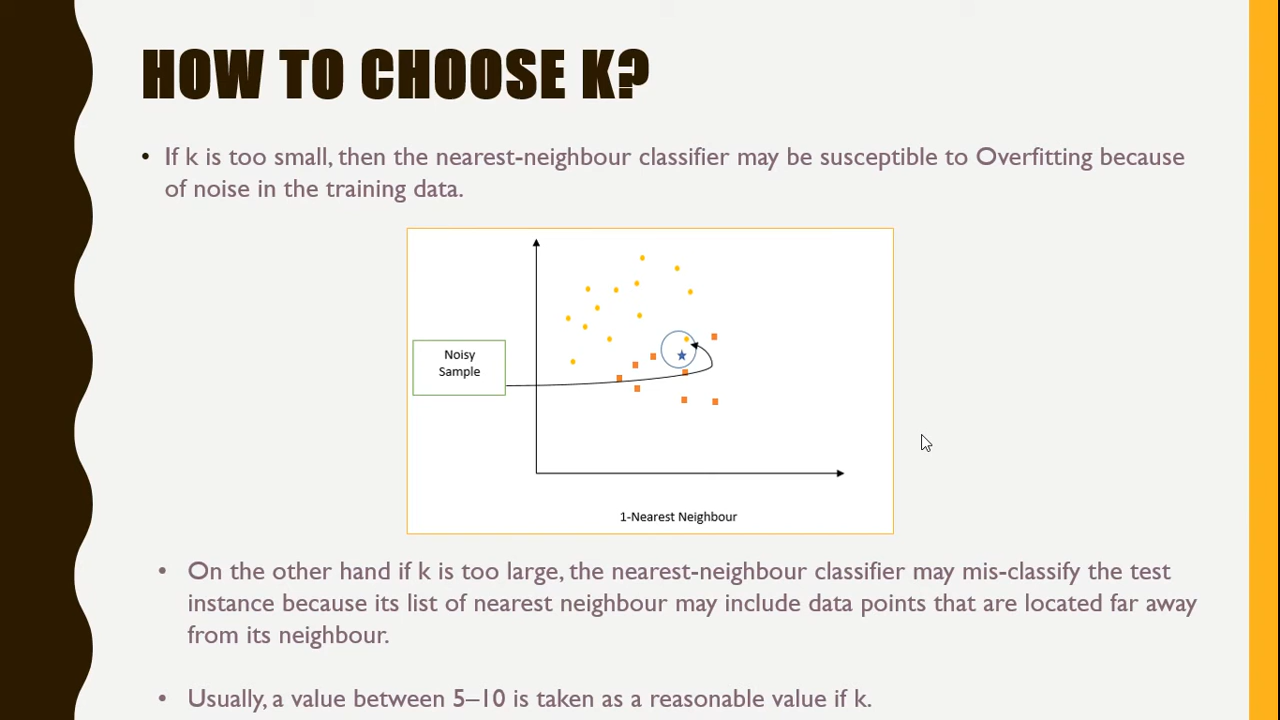 HOW TO CHOOSE K?
• If k is too small, then the nearest-neighbour classifier may be susceptible to Overfitting because
of noise in the training data.
Noisy
Sample
1-Nearest Neighbour
• On the other hand if k is too large, the nearest-neighbour classifier may mis-classify the test
instance because its list of nearest neighbour may include data points that are located far away
from its neighbour.
• Usually, a value between 5–10 is taken as a reasonable value if k.